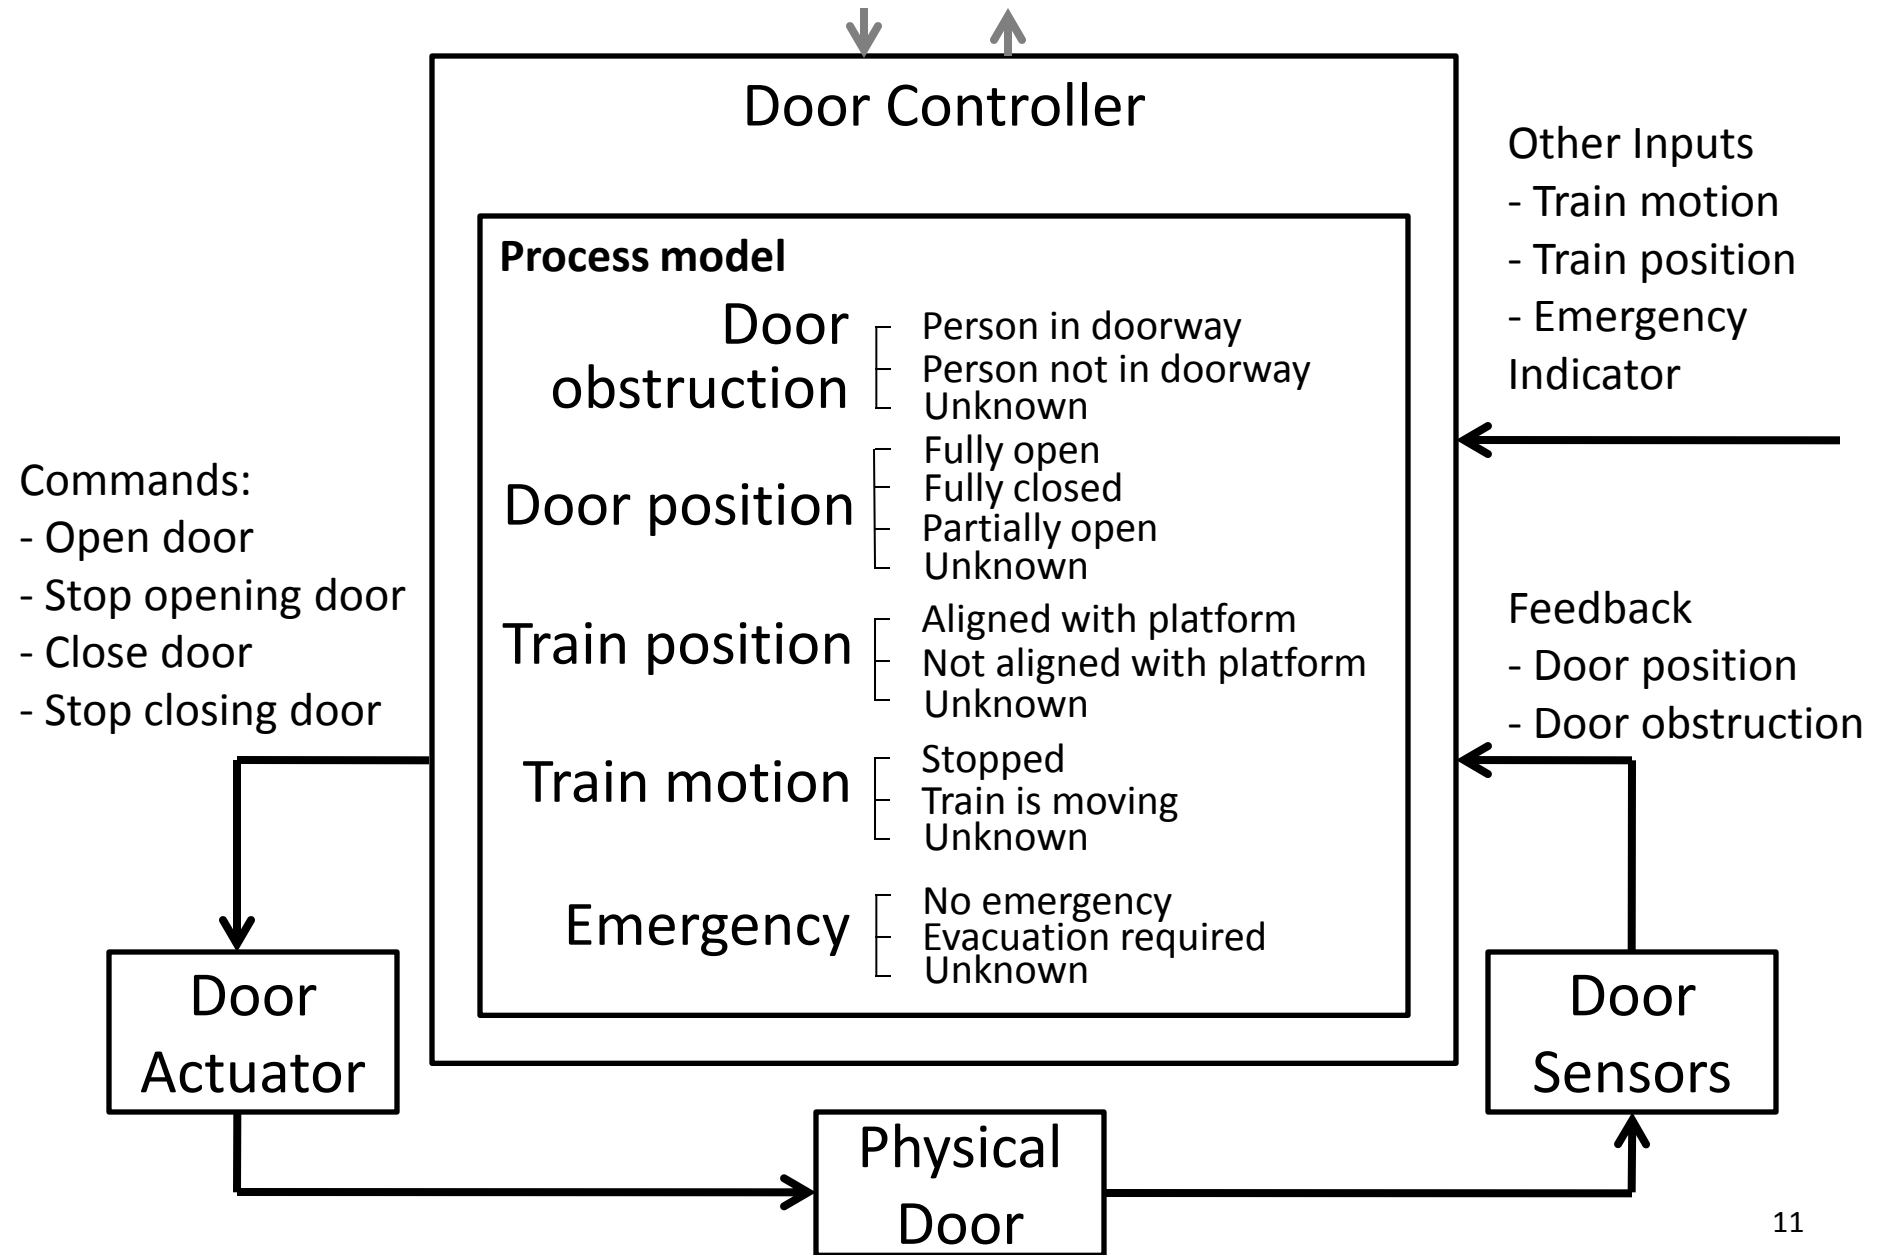 Door Controller
Other Inputs
- Train motion
- Train position
- Emergency
Indicator
Process model
Door
obstruction
Person in doorway
Person not in doorway
Unknown
Door position
Fully open
Fully closed
Partially open
Unknown
Train position
Aligned with platform
Not aligned with platform
Unknown
Train motion
Stopped
Train is moving
Unknown
Emergency
No emergency
Evacuation required
Unknown
Commands:
- Open door
- Stop opening door
- Close door
- Stop closing door
Feedback
- Door position
- Door obstruction
Door
Actuator
Physical
Door
Door
Sensors
11